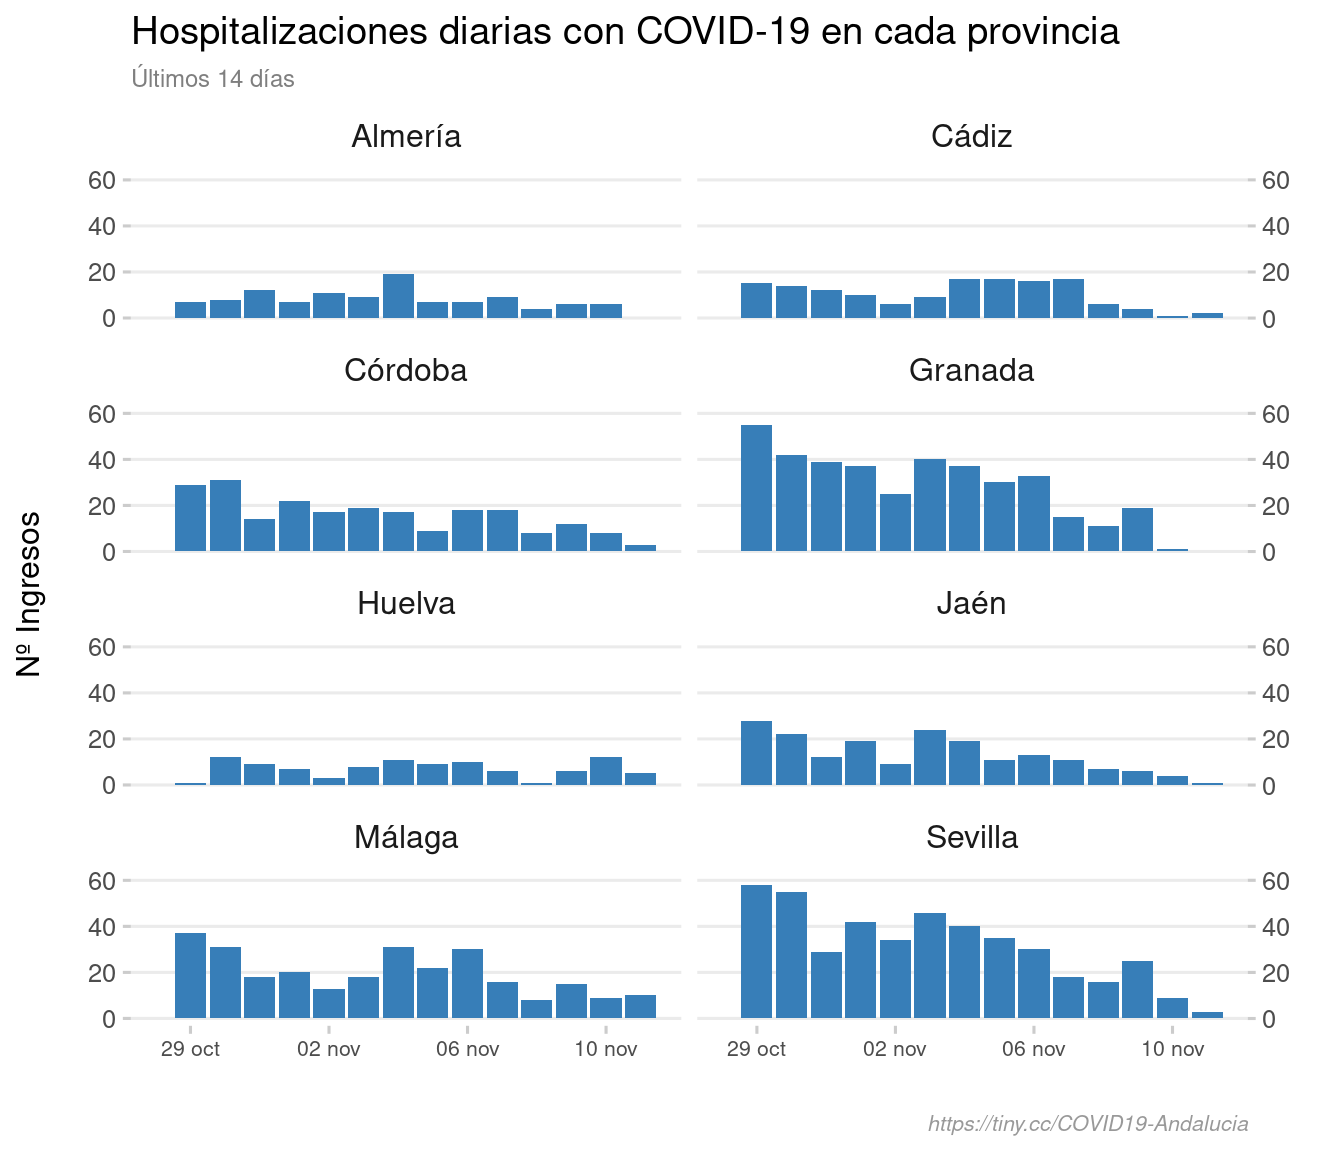 Hospitalizaciones diarias con COVID-19 en cada provincia
Últimos 14 días
Almería Cádiz
60 60
40 40
20 20
0 0
Córdoba Granada
60 60
40 40
20 20
0 0
Nº Ingresos
Huelva Jaén
60 60
40 40
20 20
0 0
Málaga Sevilla
60 60
40 40
20 20
0 0
29 oct 02 nov 06 nov 10 nov 29 oct 02 nov 06 nov 10 nov
https://tiny.cc/COVID19-Andalucia